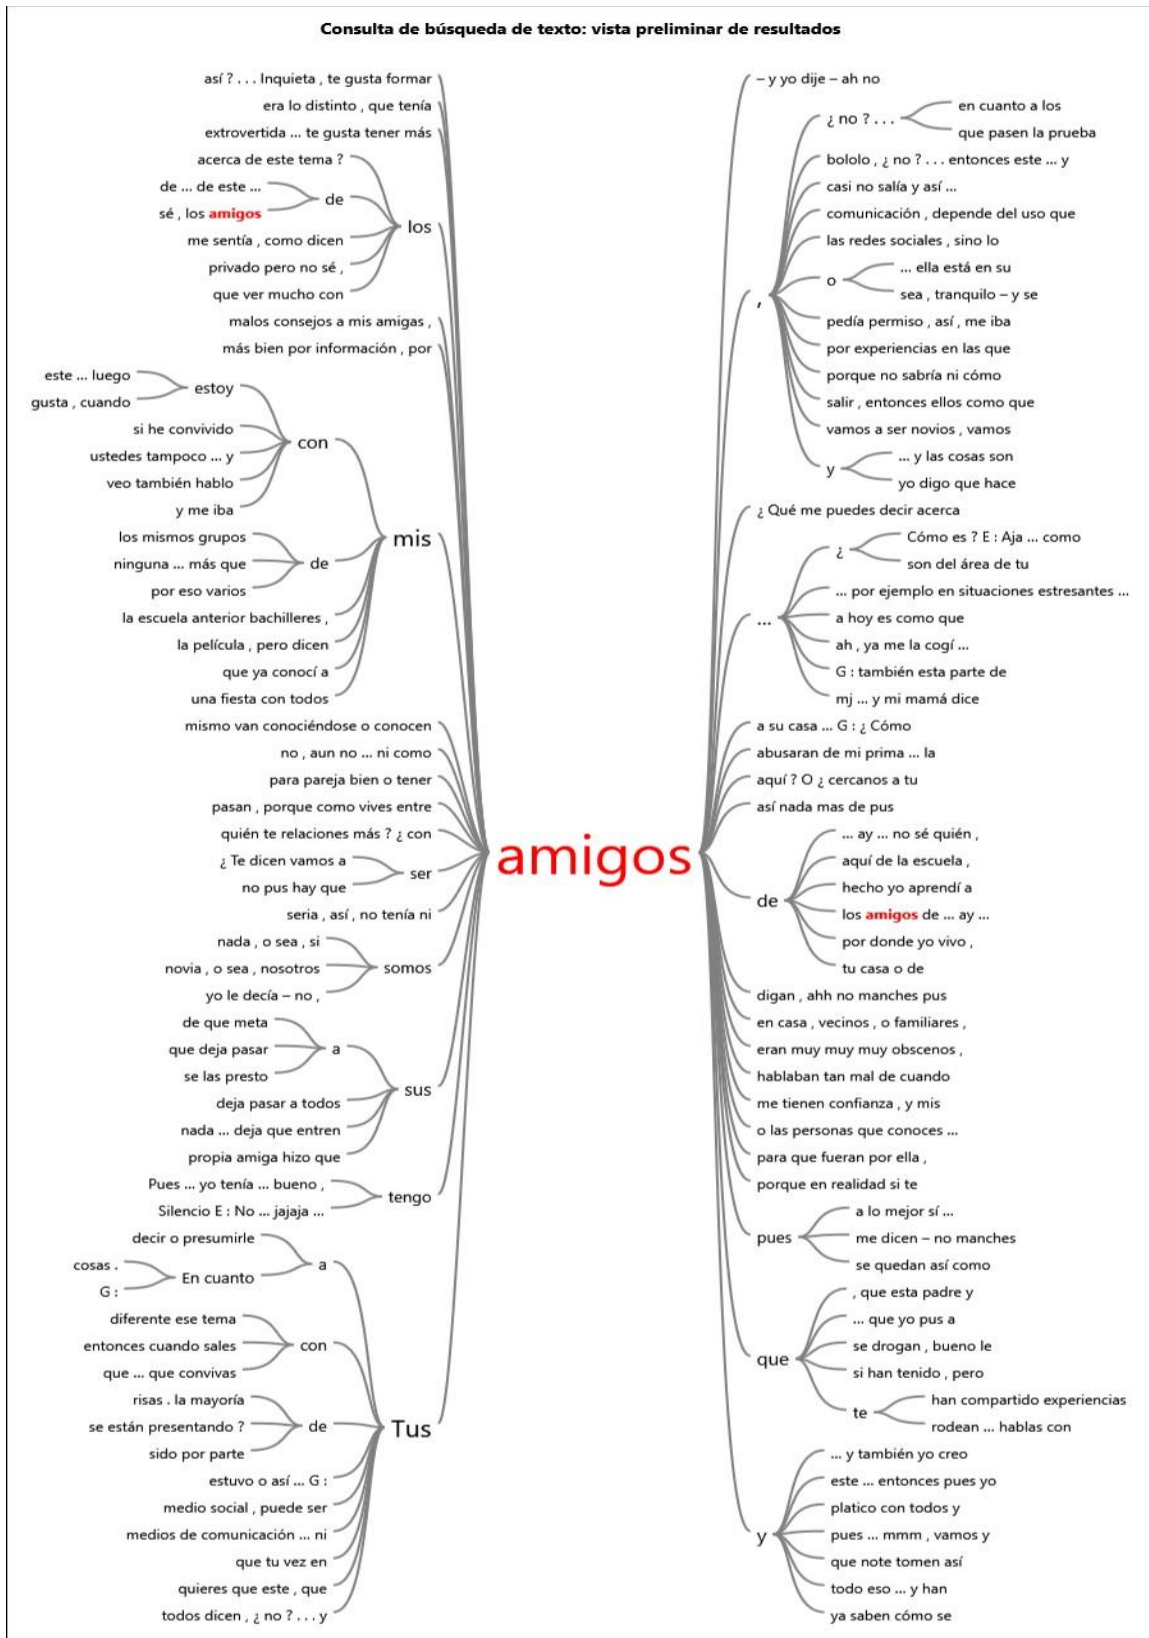 Consulta de búsqueda de texto: vista preliminar de resultados
así ? . . . Inquieta , te gusta formar
era lo distinto , que tenía
extrovertida ... te gusta tener más
acerca de este tema ?
de ... de este ...
de
sé , los amigos
los
me sentía , como dicen
privado pero no sé ,
que ver mucho con
malos consejos a mis amigas ,
más bien por información , por
este ... luego
estoy
gusta , cuando
si he convivido
con
ustedes tampoco ... y
veo también hablo
y me iba
mis
los mismos grupos
ninguna ... más que
de
por eso varios
la escuela anterior bachilleres ,
la película , pero dicen
que ya conocí a
una fiesta con todos
mismo van conociéndose o conocen
no , aun no ... ni como
para pareja bien o tener
pasan , porque como vives entre
quién te relaciones más ? ¿ con
¿ Te dicen vamos a
ser
no pus hay que
seria , así , no tenía ni
nada , o sea , si
novia , o sea , nosotros
somos
yo le decía – no ,
de que meta
que deja pasar
a
se las presto
sus
deja pasar a todos
nada ... deja que entren
propia amiga hizo que
Pues ... yo tenía ... bueno ,
tengo
Silencio E : No ... jajaja ...
decir o presumirle
a
cosas .
En cuanto
G :
diferente ese tema
entonces cuando sales
con
que ... que convivas
risas . la mayoría
se están presentando ?
de
sido por parte
Tus
estuvo o así ... G :
medio social , puede ser
medios de comunicación ... ni
que tu vez en
quieres que este , que
todos dicen , ¿ no ? . . . y
amigos
– y yo dije – ah no
¿ no ? . . .
en cuanto a los
que pasen la prueba
bololo , ¿ no ? . . . entonces este ... y
casi no salía y así ...
comunicación , depende del uso que
las redes sociales , sino lo
o
... ella está en su
sea , tranquilo – y se
,
pedía permiso , así , me iba
por experiencias en las que
porque no sabría ni cómo
salir , entonces ellos como que
vamos a ser novios , vamos
y
... y las cosas son
yo digo que hace
¿ Qué me puedes decir acerca
¿
Cómo es ? E : Aja ... como
son del área de tu
... por ejemplo en situaciones estresantes ...
...
a hoy es como que
ah , ya me la cogí ...
G : también esta parte de
mj ... y mi mamá dice
a su casa ... G : ¿ Cómo
abusaran de mi prima ... la
aquí ? O ¿ cercanos a tu
así nada mas de pus
de
... ay ... no sé quién ,
aquí de la escuela ,
hecho yo aprendí a
los amigos de ... ay ...
por donde yo vivo ,
tu casa o de
digan , ahh no manches pus
en casa , vecinos , o familiares ,
eran muy muy muy obscenos ,
hablaban tan mal de cuando
me tienen confianza , y mis
o las personas que conoces ...
para que fueran por ella ,
porque en realidad si te
pues
a lo mejor sí ...
me dicen – no manches
se quedan así como
que
, que esta padre y
... que yo pus a
se drogan , bueno le
si han tenido , pero
te
han compartido experiencias
rodean ... hablas con
y
... y también yo creo
este ... entonces pues yo
platico con todos y
pues ... mmm , vamos y
que note tomen así
todo eso ... y han
ya saben cómo se